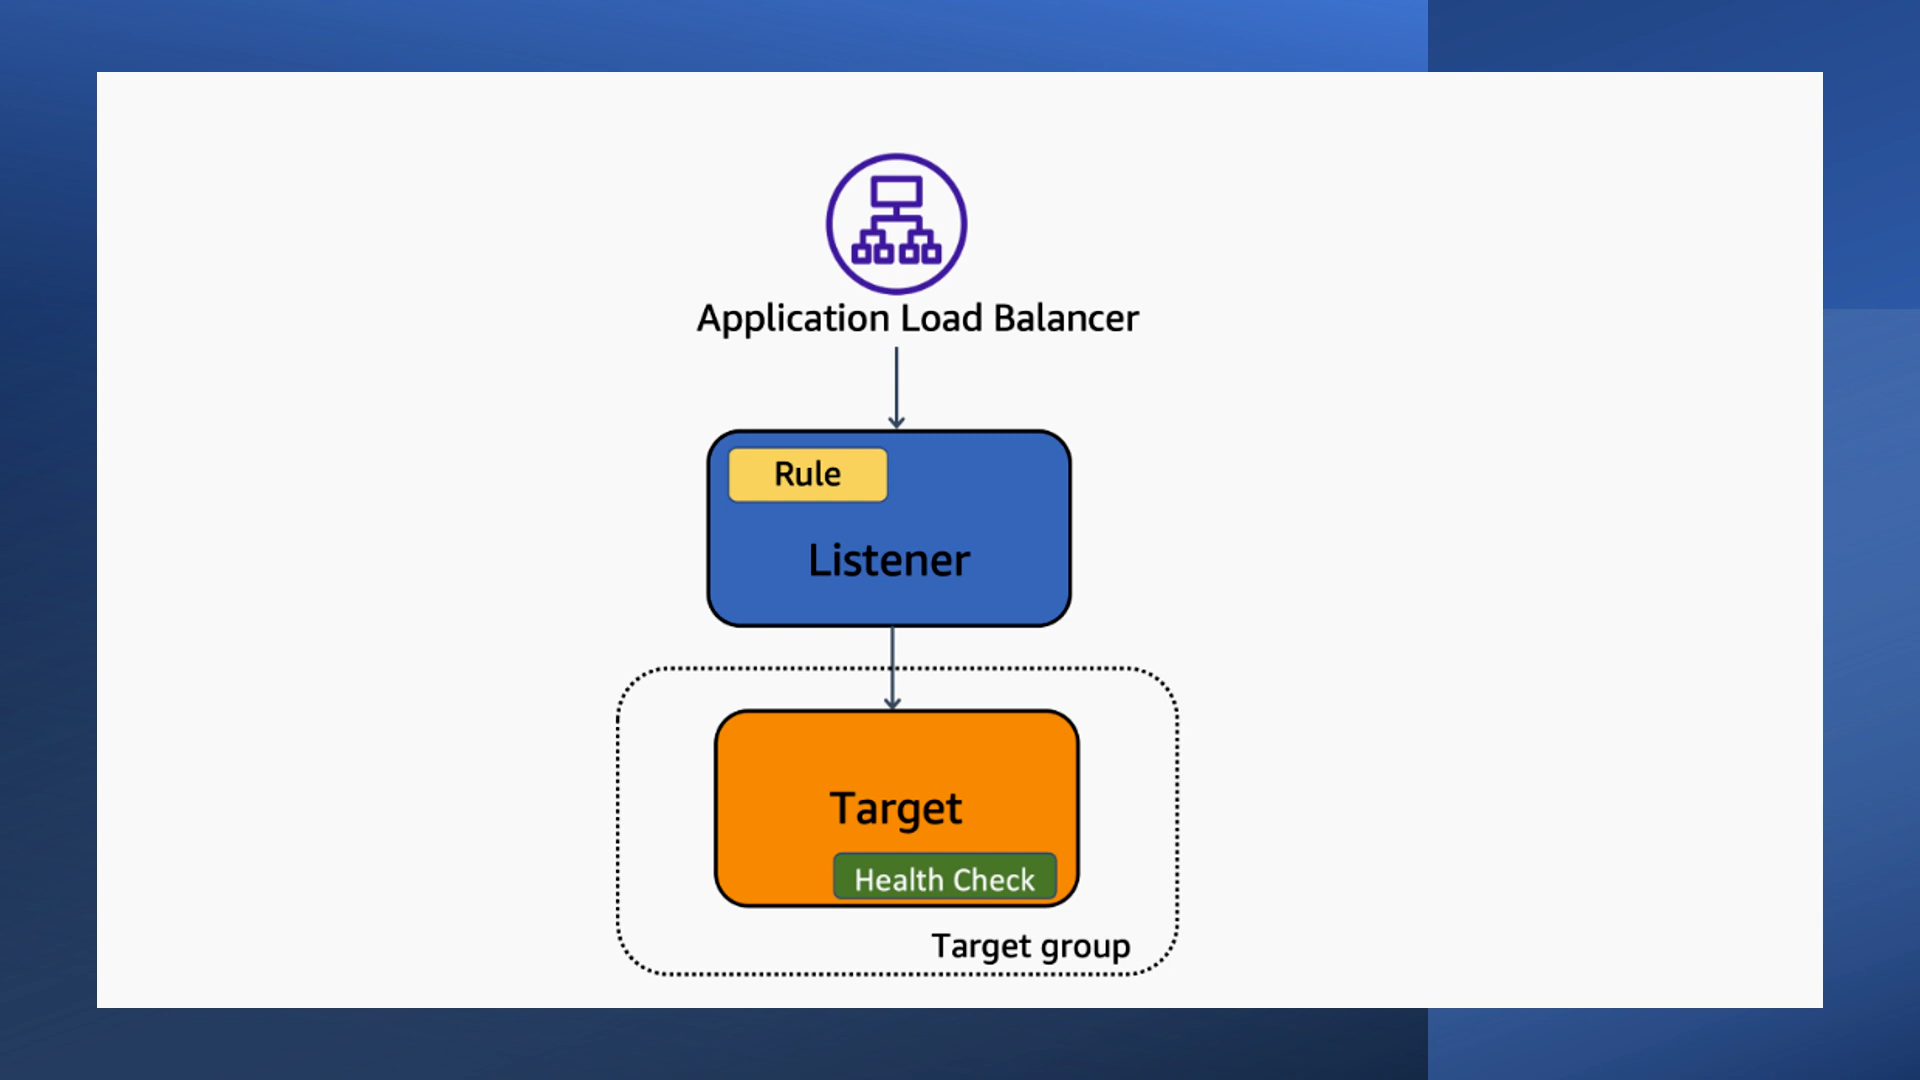 Application Load Balancer
Rule
Listener
Target
Health Check
Target group